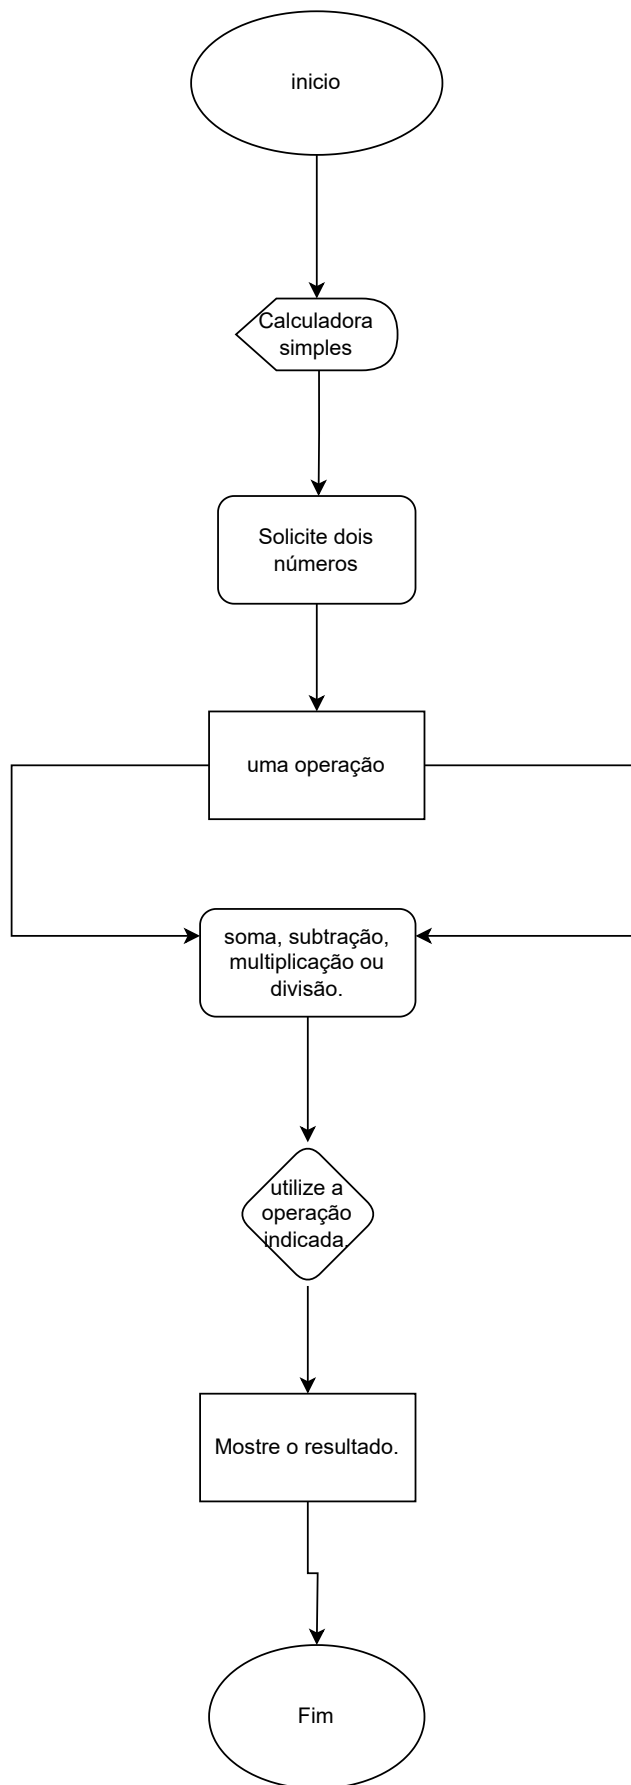 inicio
Calculadora
simples
Solicite dois
números
uma operação
soma, subtração,
multiplicação ou
divisão.
utilize a
operação
indicada.
Mostre o resultado.
Fim